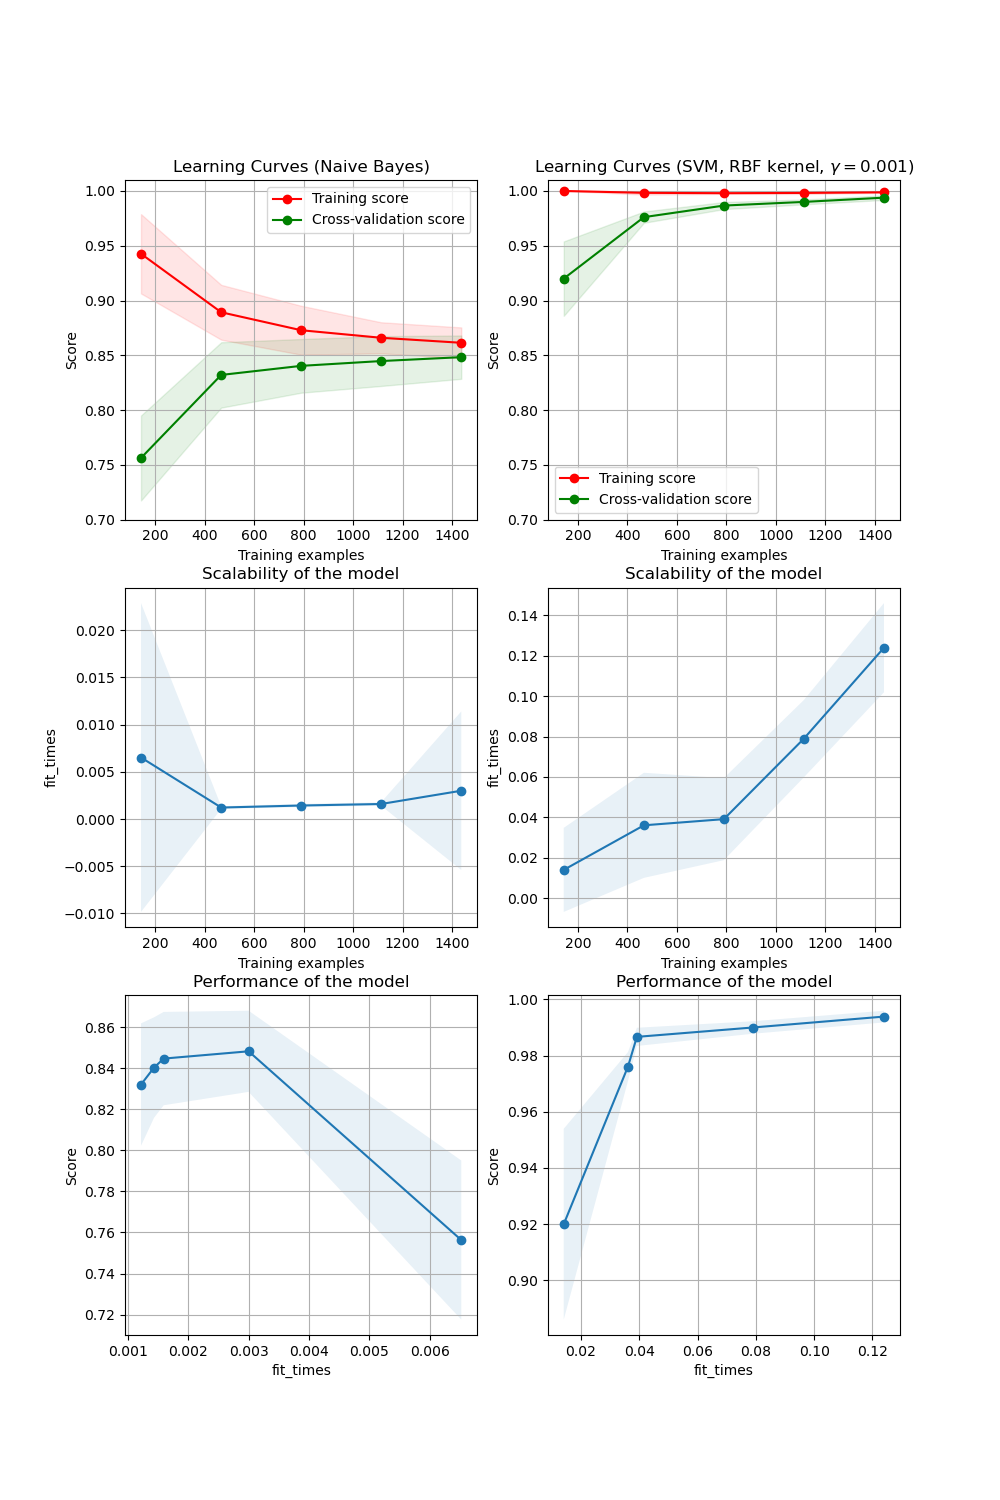 Learning Curves (Naive Bayes)
1.00
0.95
0.90
0.85
0.80
0.75
0.70
Score
Training score
Cross-validation score
200 400 600 800 1000 1200 1400
Training examples
Learning Curves (SVM, RBF kernel, γ = 0.001)
1.00
0.95
0.90
0.85
0.80
0.75
0.70
Score
Training score
Cross-validation score
200 400 600 800 1000 1200 1400
Training examples
Scalability of the model
0.020
0.015
0.010
0.005
0.000
−0.005
−0.010
fit_times
200 400 600 800 1000 1200 1400
Training examples
Scalability of the model
0.14
0.12
0.10
0.08
0.06
0.04
0.02
0.00
fit_times
200 400 600 800 1000 1200 1400
Training examples
Performance of the model
0.86
0.84
0.82
0.80
0.78
0.76
0.74
0.72
Score
0.001 0.002 0.003 0.004 0.005 0.006
fit_times
Performance of the model
1.00
0.98
0.96
0.94
0.92
0.90
Score
0.02 0.04 0.06 0.08 0.10 0.12
fit_times